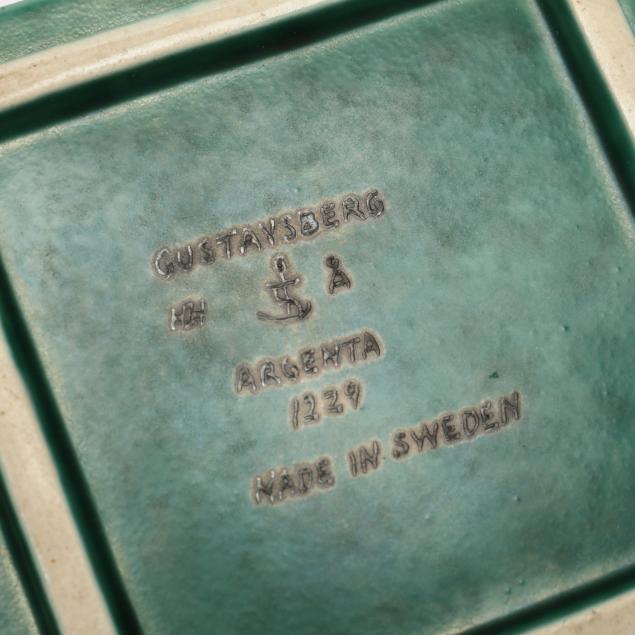 GUSTAVSBERG
HH Å
ARGENTA
1229
MADE IN SWEDEN